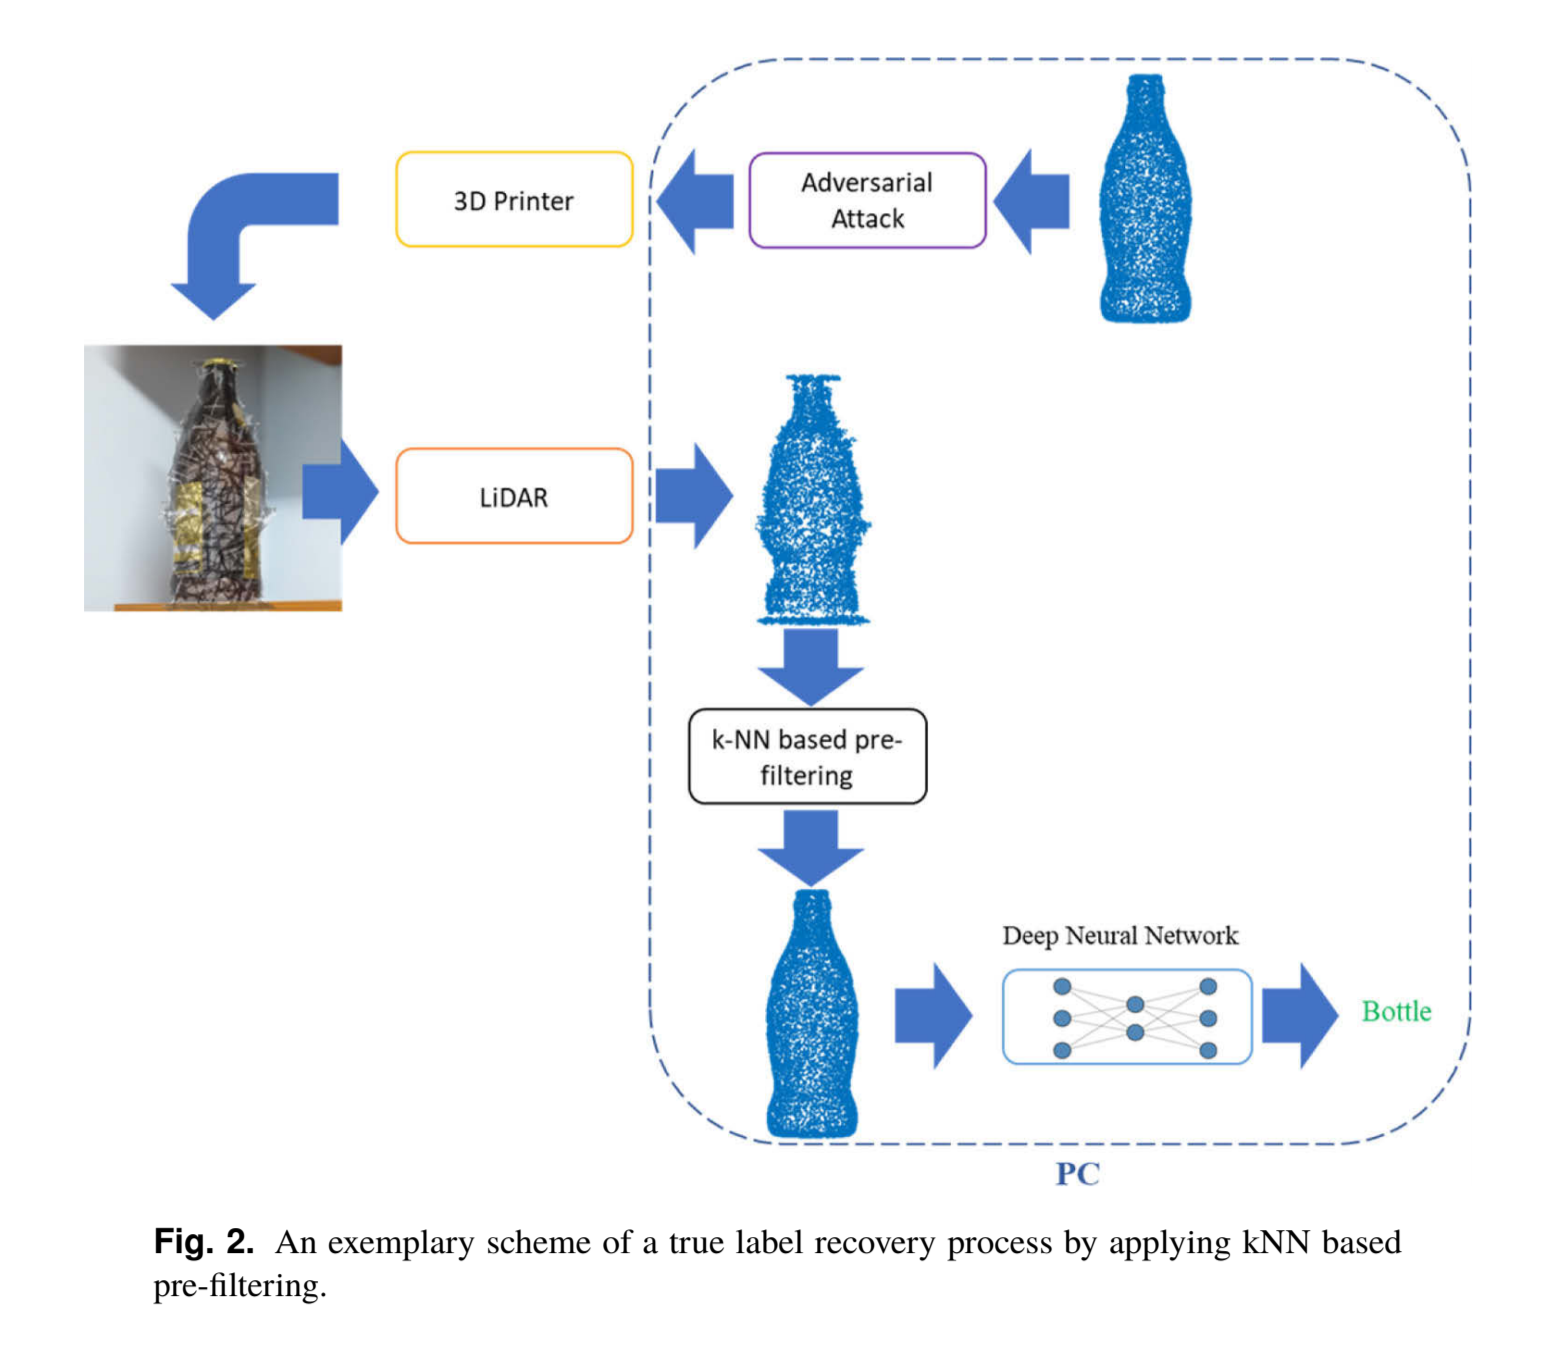 3D Printer
Adversarial
Attack
LiDAR
k-NN based pre-
filtering
Deep Neural Network
Bottle
PC
Fig. 2. An exemplary scheme of a true label recovery process by applying kNN based
pre-filtering.